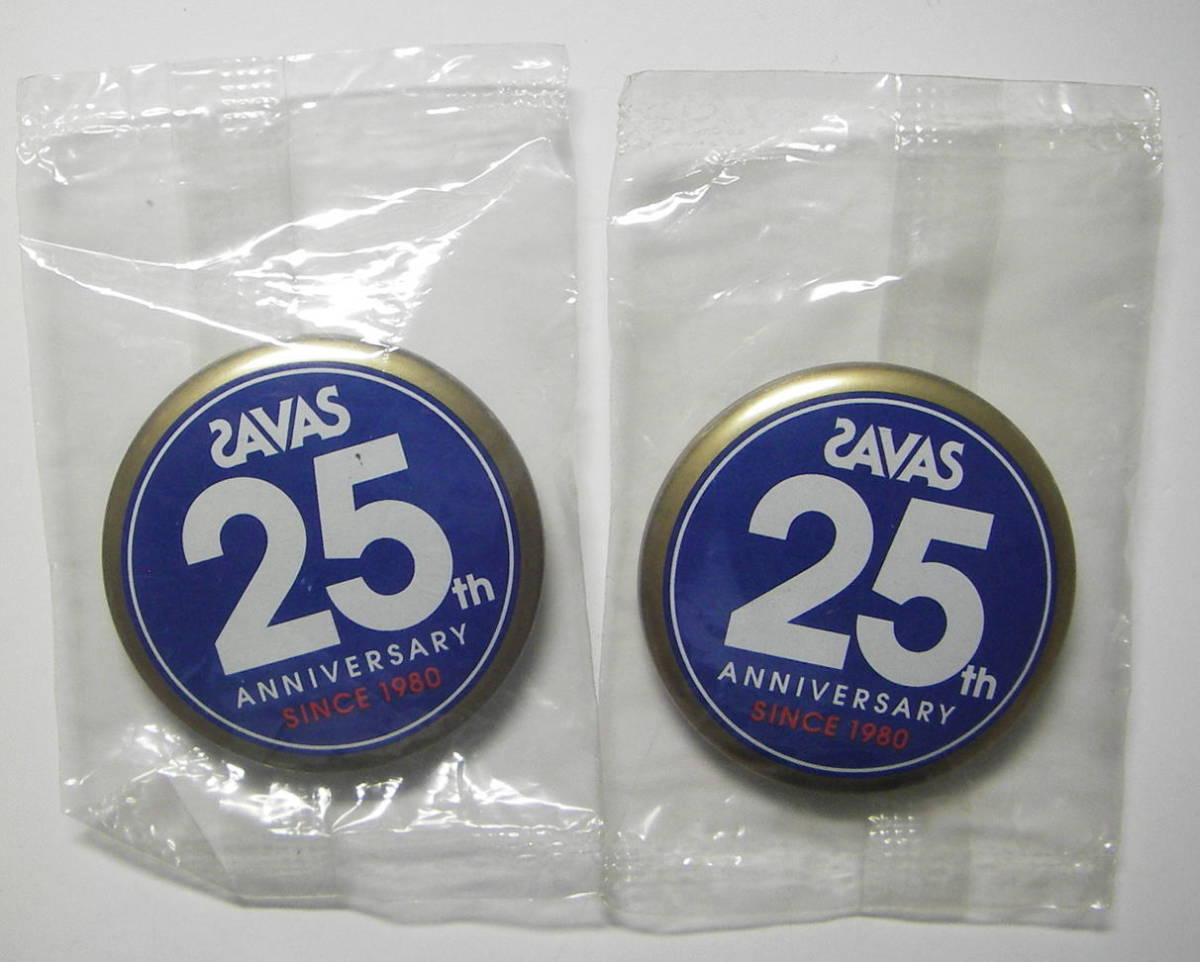 SAVAS
25th
ANNIVERSARY
SINCE 1980
SAVAS
25th
ANNIVERSARY
SINCE 1980